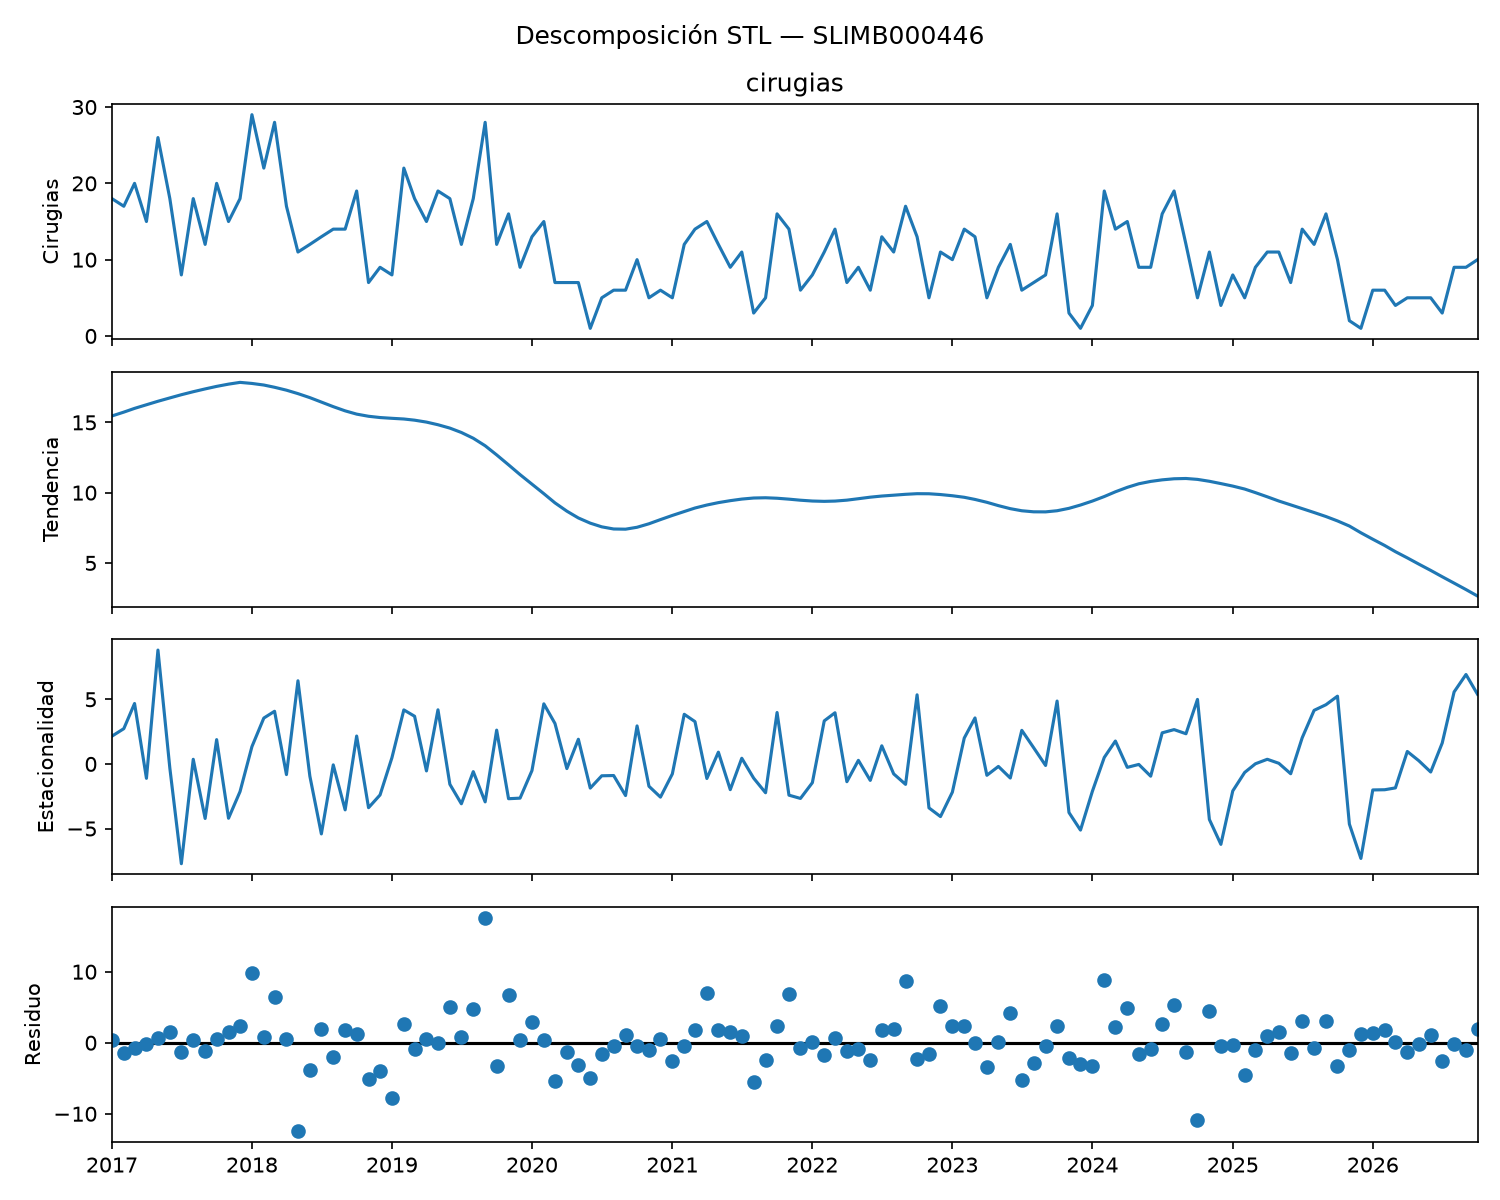 Descomposición STL — SLIMB000446
cirugias
30
20
10
0
Cirugias
15
10
5
Tendencia
5
0
−5
Estacionalidad
10
0
−10
Residuo
2017 2018 2019 2020 2021 2022 2023 2024 2025 2026